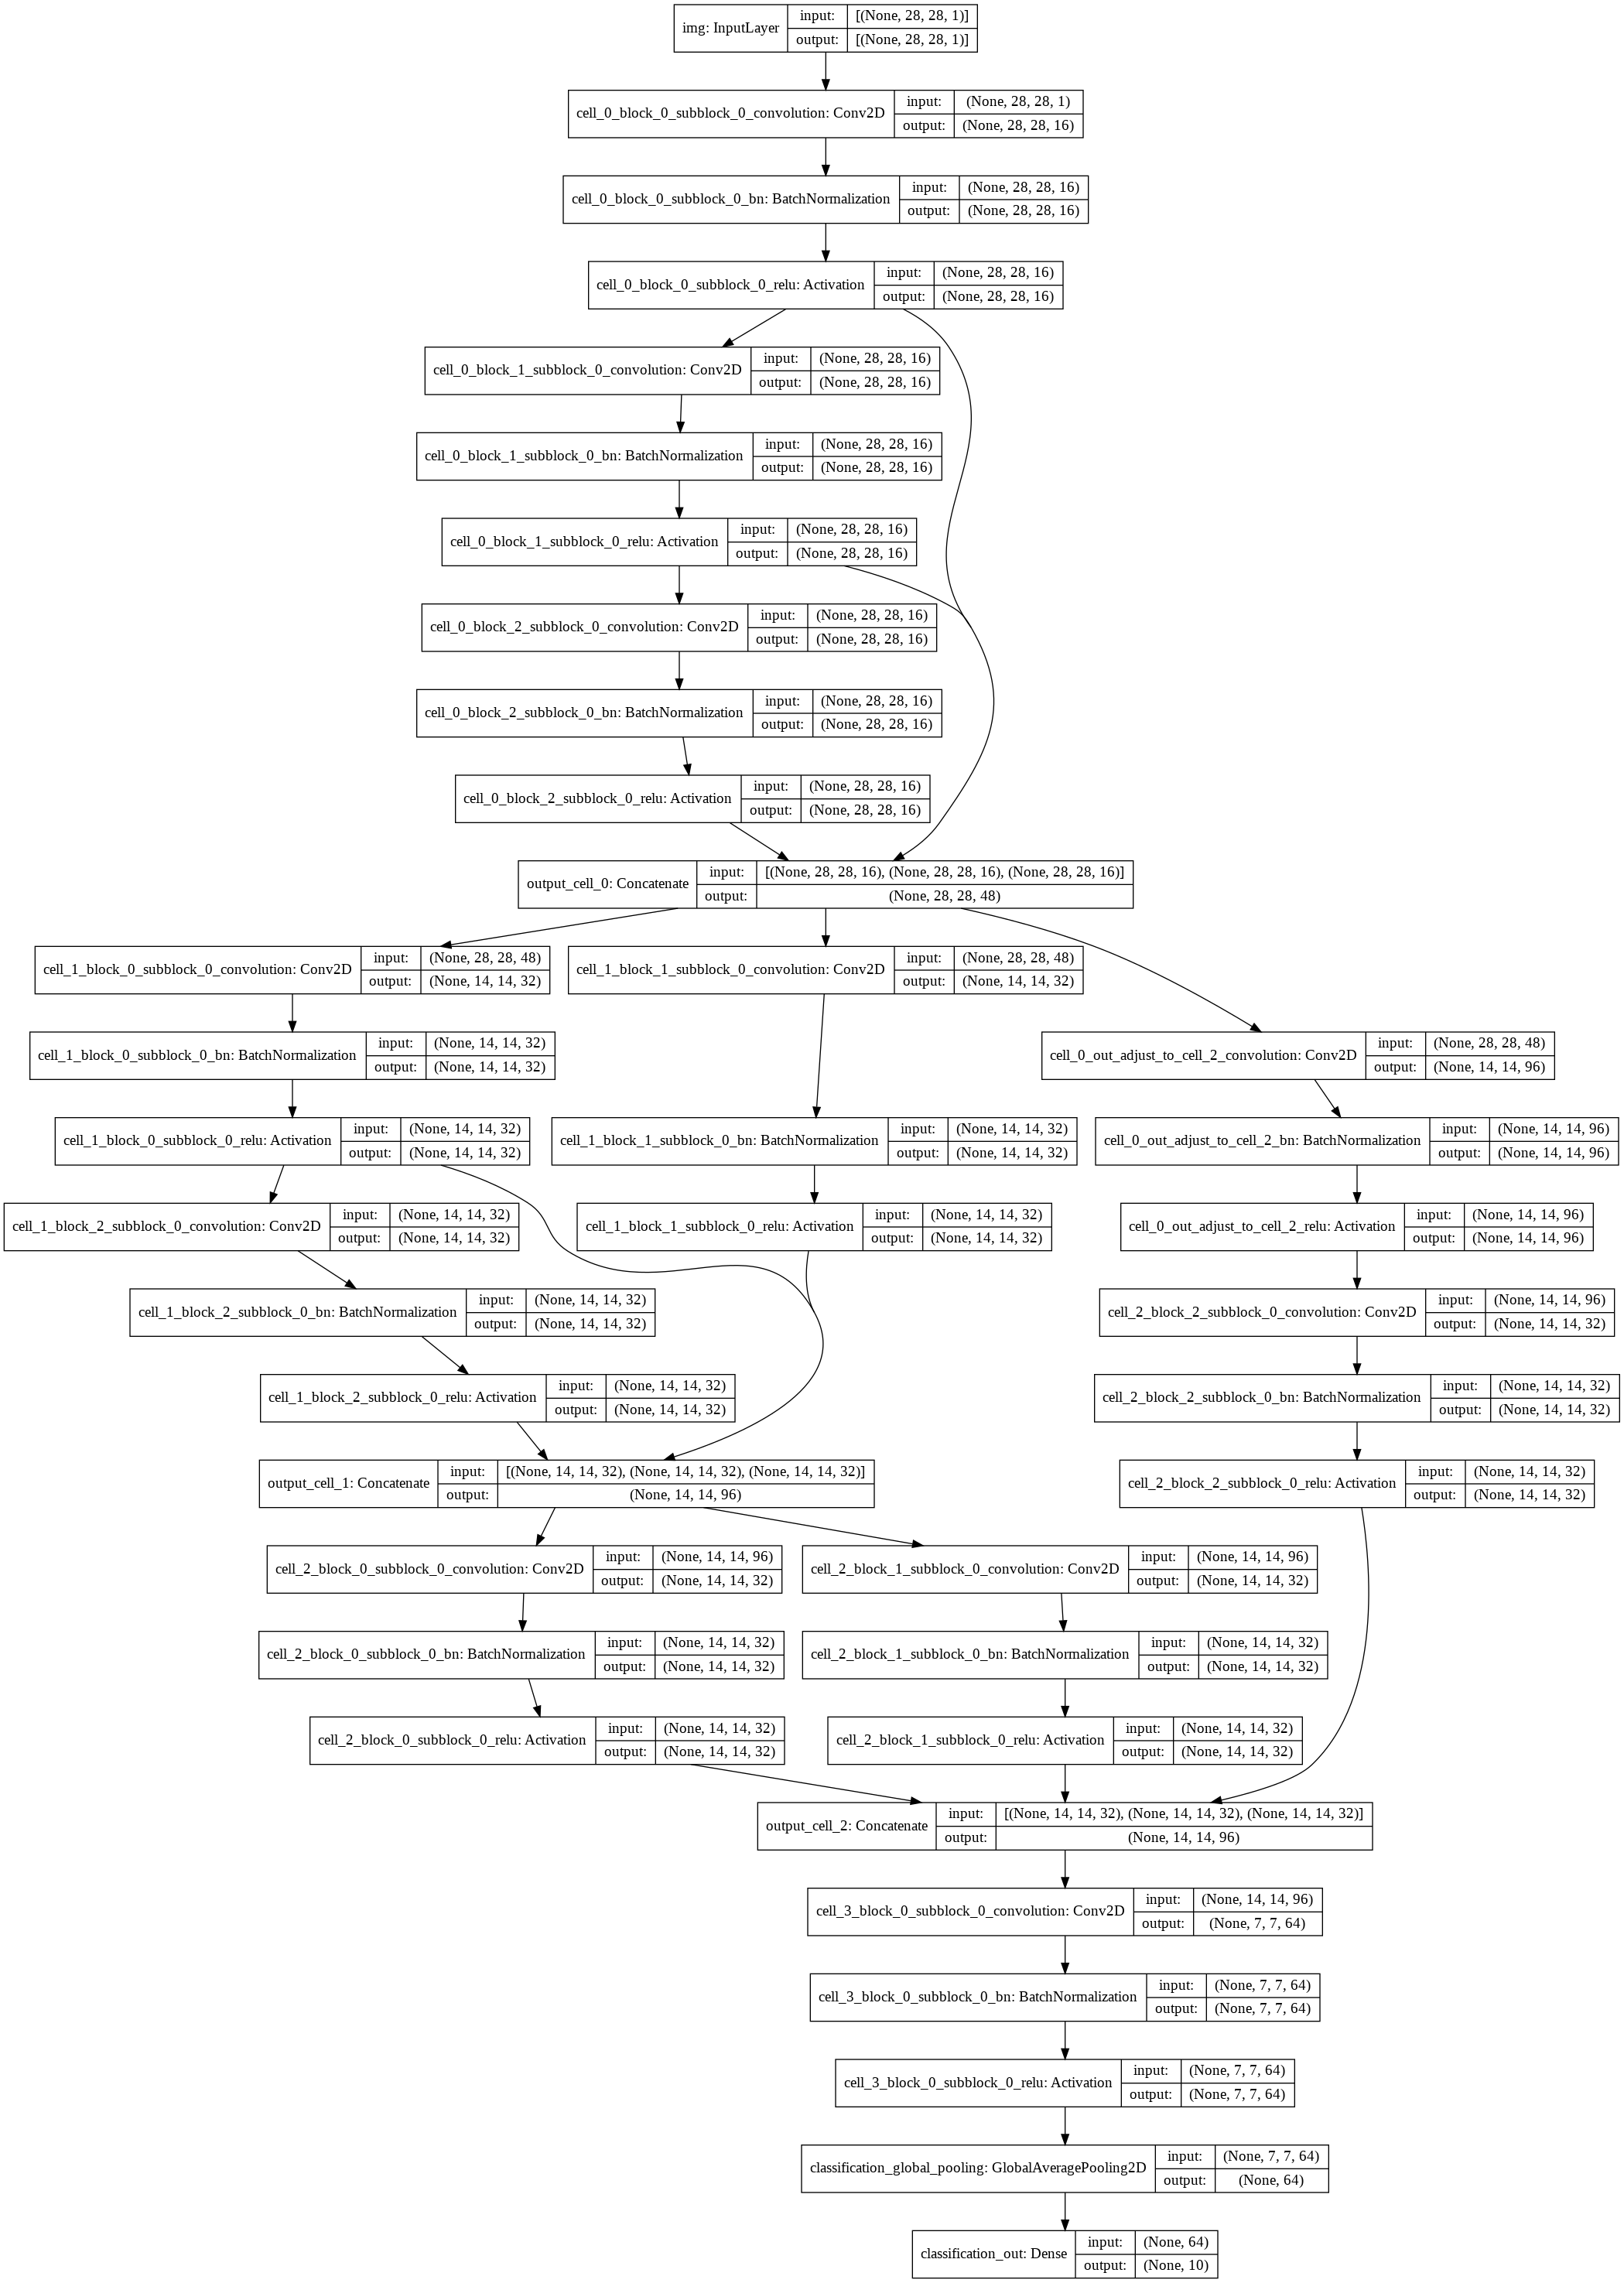 img: InputLayer
input:
[(None, 28, 28, 1)]
output:
[(None, 28, 28, 1)]
cell_0_block_0_subblock_0_convolution: Conv2D
input:
(None, 28, 28, 1)
output:
(None, 28, 28, 16)
cell_0_block_0_subblock_0_bn: BatchNormalization
input:
(None, 28, 28, 16)
output:
(None, 28, 28, 16)
cell_0_block_0_subblock_0_relu: Activation
input:
(None, 28, 28, 16)
output:
(None, 28, 28, 16)
cell_0_block_1_subblock_0_convolution: Conv2D
input:
(None, 28, 28, 16)
output:
(None, 28, 28, 16)
cell_0_block_1_subblock_0_bn: BatchNormalization
input:
(None, 28, 28, 16)
output:
(None, 28, 28, 16)
cell_0_block_1_subblock_0_relu: Activation
input:
(None, 28, 28, 16)
output:
(None, 28, 28, 16)
cell_0_block_2_subblock_0_convolution: Conv2D
input:
(None, 28, 28, 16)
output:
(None, 28, 28, 16)
cell_0_block_2_subblock_0_bn: BatchNormalization
input:
(None, 28, 28, 16)
output:
(None, 28, 28, 16)
cell_0_block_2_subblock_0_relu: Activation
input:
(None, 28, 28, 16)
output:
(None, 28, 28, 16)
output_cell_0: Concatenate
input:
[(None, 28, 28, 16), (None, 28, 28, 16), (None, 28, 28, 16)]
output:
(None, 28, 28, 48)
cell_1_block_0_subblock_0_convolution: Conv2D
input:
(None, 28, 28, 48)
output:
(None, 14, 14, 32)
cell_1_block_1_subblock_0_convolution: Conv2D
input:
(None, 28, 28, 48)
output:
(None, 14, 14, 32)
cell_1_block_0_subblock_0_bn: BatchNormalization
input:
(None, 14, 14, 32)
output:
(None, 14, 14, 32)
cell_0_out_adjust_to_cell_2_convolution: Conv2D
input:
(None, 28, 28, 48)
output:
(None, 14, 14, 96)
cell_1_block_0_subblock_0_relu: Activation
input:
(None, 14, 14, 32)
output:
(None, 14, 14, 32)
cell_1_block_1_subblock_0_bn: BatchNormalization
input:
(None, 14, 14, 32)
output:
(None, 14, 14, 32)
cell_0_out_adjust_to_cell_2_bn: BatchNormalization
input:
(None, 14, 14, 96)
output:
(None, 14, 14, 96)
cell_1_block_2_subblock_0_convolution: Conv2D
input:
(None, 14, 14, 32)
output:
(None, 14, 14, 32)
cell_1_block_1_subblock_0_relu: Activation
input:
(None, 14, 14, 32)
output:
(None, 14, 14, 32)
cell_0_out_adjust_to_cell_2_relu: Activation
input:
(None, 14, 14, 96)
output:
(None, 14, 14, 96)
cell_1_block_2_subblock_0_bn: BatchNormalization
input:
(None, 14, 14, 32)
output:
(None, 14, 14, 32)
cell_2_block_2_subblock_0_convolution: Conv2D
input:
(None, 14, 14, 96)
output:
(None, 14, 14, 32)
cell_1_block_2_subblock_0_relu: Activation
input:
(None, 14, 14, 32)
output:
(None, 14, 14, 32)
cell_2_block_2_subblock_0_bn: BatchNormalization
input:
(None, 14, 14, 32)
output:
(None, 14, 14, 32)
output_cell_1: Concatenate
input:
[(None, 14, 14, 32), (None, 14, 14, 32), (None, 14, 14, 32)]
output:
(None, 14, 14, 96)
cell_2_block_2_subblock_0_relu: Activation
input:
(None, 14, 14, 32)
output:
(None, 14, 14, 32)
cell_2_block_0_subblock_0_convolution: Conv2D
input:
(None, 14, 14, 96)
output:
(None, 14, 14, 32)
cell_2_block_1_subblock_0_convolution: Conv2D
input:
(None, 14, 14, 96)
output:
(None, 14, 14, 32)
cell_2_block_0_subblock_0_bn: BatchNormalization
input:
(None, 14, 14, 32)
output:
(None, 14, 14, 32)
cell_2_block_1_subblock_0_bn: BatchNormalization
input:
(None, 14, 14, 32)
output:
(None, 14, 14, 32)
cell_2_block_0_subblock_0_relu: Activation
input:
(None, 14, 14, 32)
output:
(None, 14, 14, 32)
cell_2_block_1_subblock_0_relu: Activation
input:
(None, 14, 14, 32)
output:
(None, 14, 14, 32)
output_cell_2: Concatenate
input:
[(None, 14, 14, 32), (None, 14, 14, 32), (None, 14, 14, 32)]
output:
(None, 14, 14, 96)
cell_3_block_0_subblock_0_convolution: Conv2D
input:
(None, 14, 14, 96)
output:
(None, 7, 7, 64)
cell_3_block_0_subblock_0_bn: BatchNormalization
input:
(None, 7, 7, 64)
output:
(None, 7, 7, 64)
cell_3_block_0_subblock_0_relu: Activation
input:
(None, 7, 7, 64)
output:
(None, 7, 7, 64)
classification_global_pooling: GlobalAveragePooling2D
input:
(None, 7, 7, 64)
output:
(None, 64)
classification_out: Dense
input:
(None, 64)
output:
(None, 10)